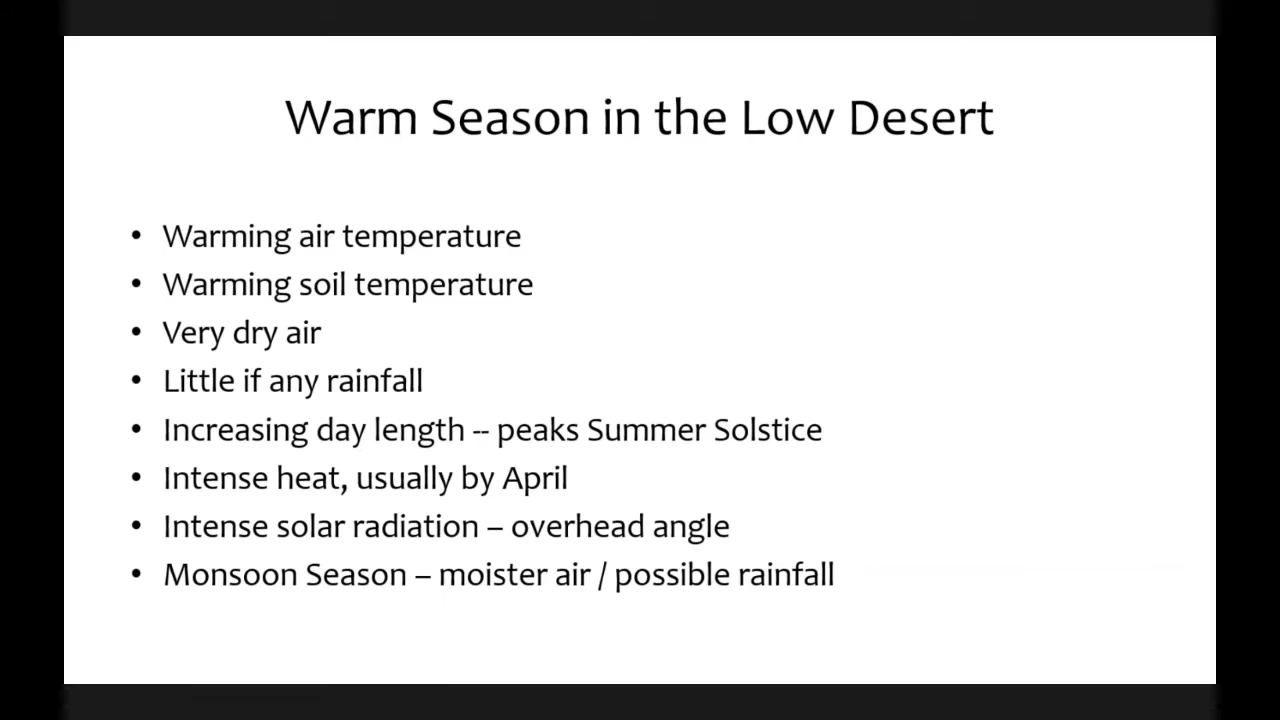 Warm Season in the Low Desert
• Warming air temperature
• Warming soil temperature
• Very dry air
• Little if any rainfall
• Increasing day length -- peaks Summer Solstice
• Intense heat, usually by April
• Intense solar radiation – overhead angle
• Monsoon Season – moister air / possible rainfall